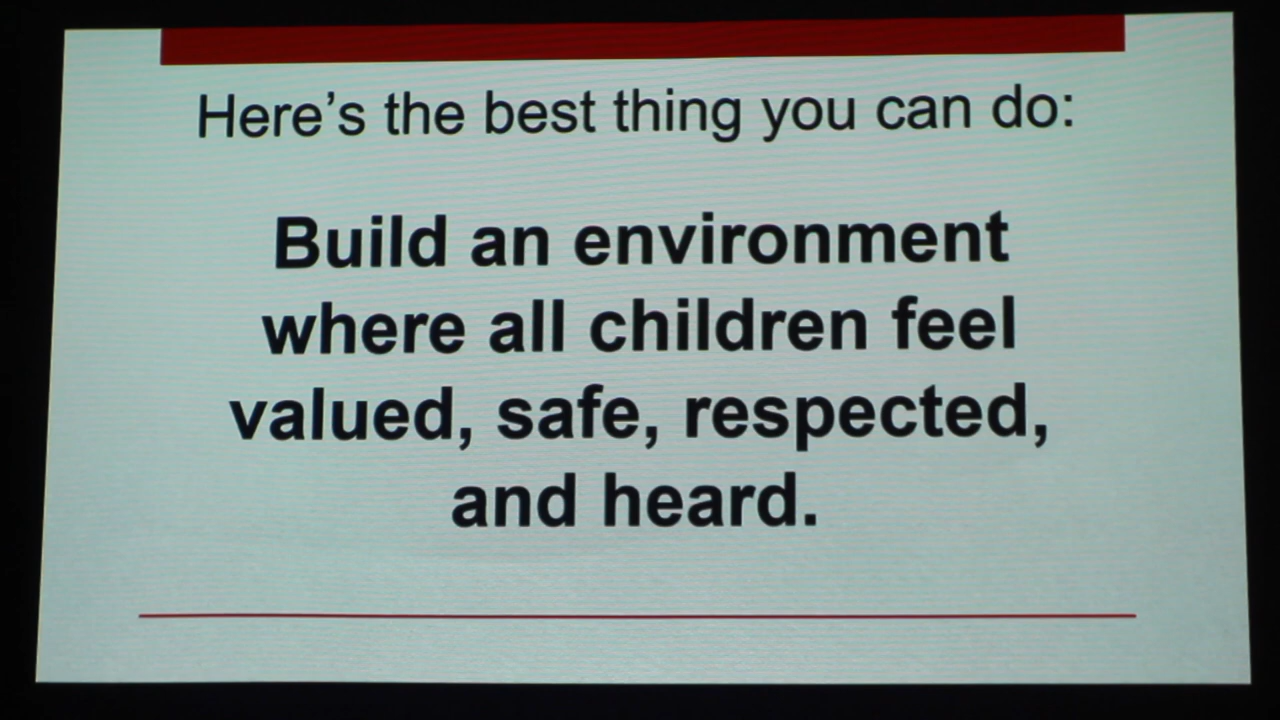 Here’s the best thing you can do:
Build an environment
where all children feel
valued, safe, respected,
and heard.